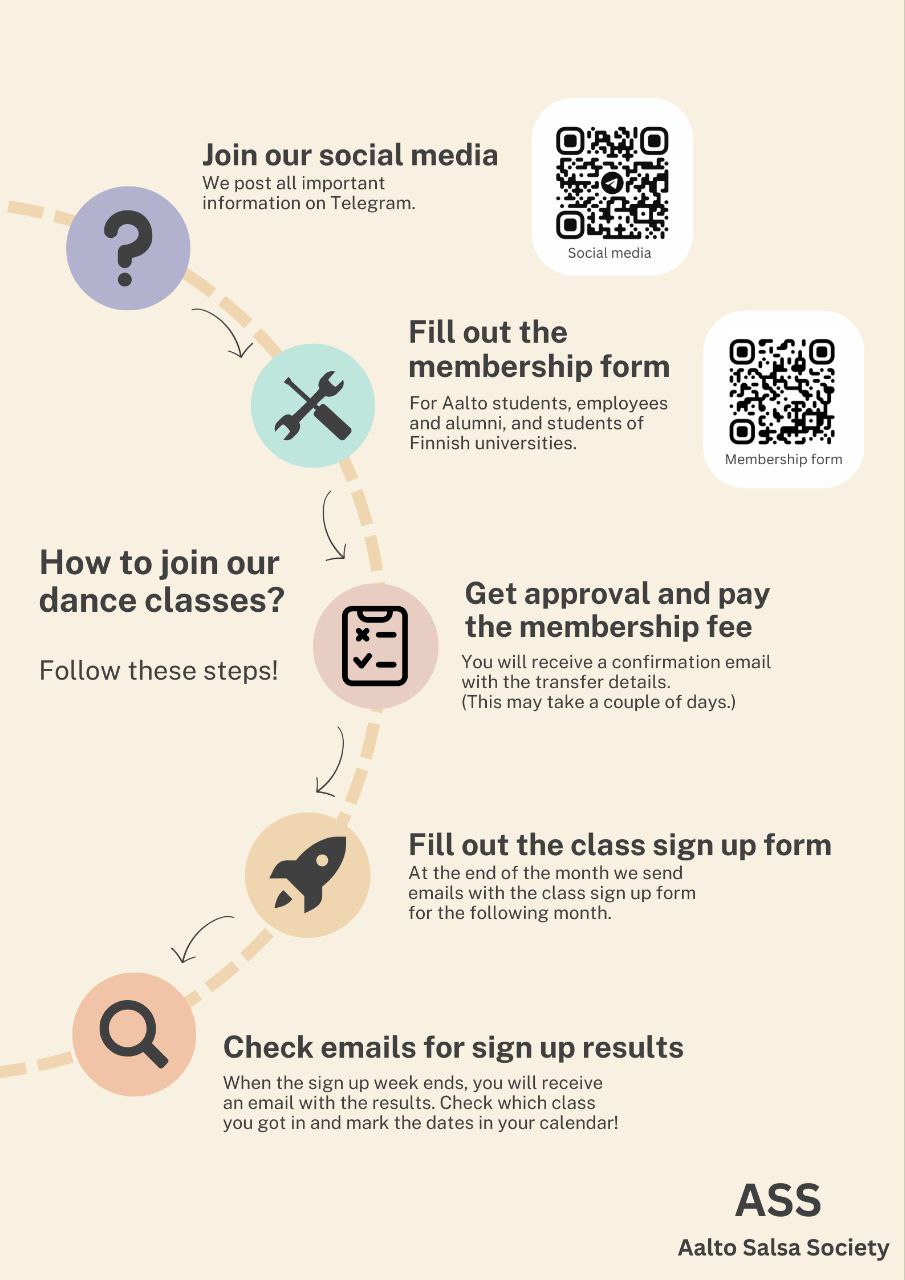 Join our social media
We post all important
information on Telegram.
Social media
Fill out the
membership form
For Aalto students, employees
and alumni, and students of
Finnish universities.
Membership form
How to join our
dance classes?
Follow these steps!
Get approval and pay
the membership fee
You will receive a confirmation email
with the transfer details.
(This may take a couple of days.)
Fill out the class sign up form
At the end of the month we send
emails with the class sign up form
for the following month.
Check emails for sign up results
When the sign up week ends, you will receive
an email with the results. Check which class
you got in and mark the dates in your calendar!
ASS
Aalto Salsa Society